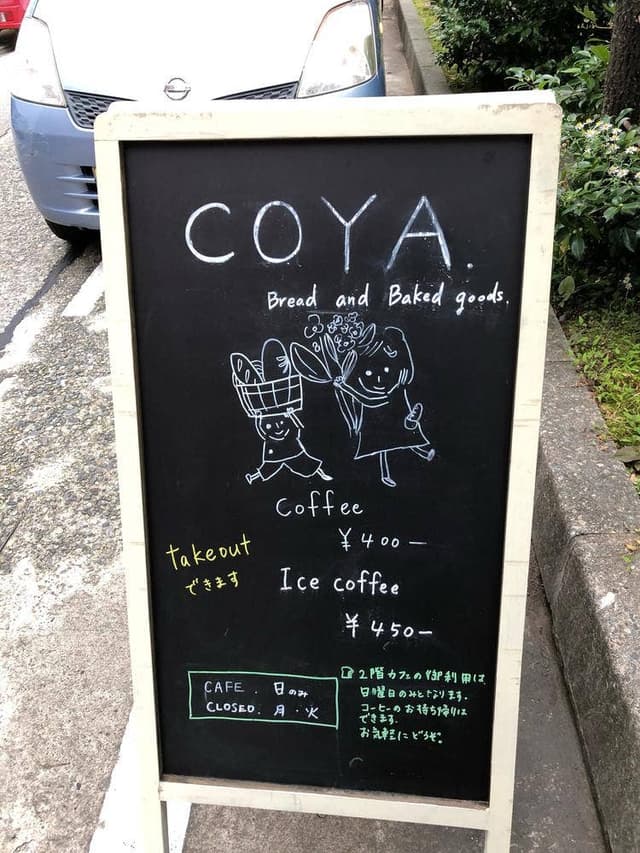 COYA.
Bread and Baked goods.
Coffee
¥400—
takeout
できます
Ice coffee
¥450—
CAFE. 日のみ
CLOSED. 月・火
☞2階カフェの御利用は、
日曜日のみとなります。
コーヒーのお持ち帰りは
できます。
お気軽にどうぞ。